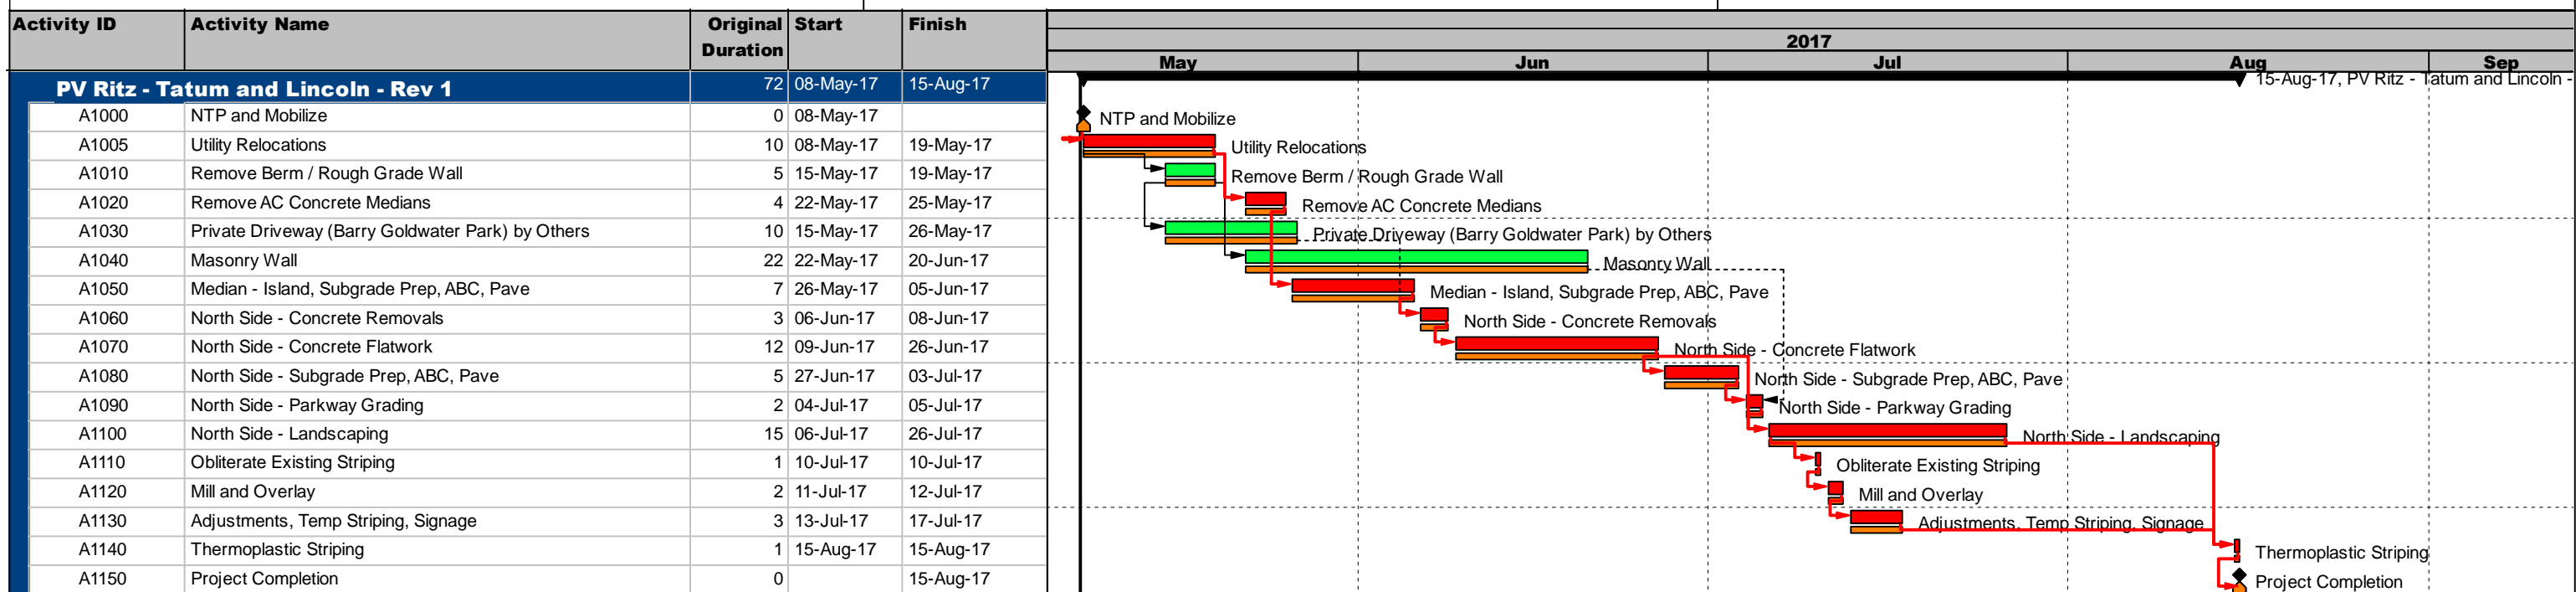 Activity ID Activity Name Original Duration Start Finish
2017
May Jun Jul Aug Sep
PV Ritz - Tatum and Lincoln - Rev 1 72 08-May-17 15-Aug-17 15-Aug-17, PV Ritz - Tatum and Lincoln -
A1000 NTP and Mobilize 0 08-May-17 NTP and Mobilize
A1005 Utility Relocations 10 08-May-17 19-May-17 Utility Relocations
A1010 Remove Berm / Rough Grade Wall 5 15-May-17 19-May-17 Remove Berm / Rough Grade Wall
A1020 Remove AC Concrete Medians 4 22-May-17 25-May-17 Remove AC Concrete Medians
A1030 Private Driveway (Barry Goldwater Park) by Others 10 15-May-17 26-May-17 Private Driveway (Barry Goldwater Park) by Others
A1040 Masonry Wall 22 22-May-17 20-Jun-17 Masonry Wall
A1050 Median - Island, Subgrade Prep, ABC, Pave 7 26-May-17 05-Jun-17 Median - Island, Subgrade Prep, ABC, Pave
A1060 North Side - Concrete Removals 3 06-Jun-17 08-Jun-17 North Side - Concrete Removals
A1070 North Side - Concrete Flatwork 12 09-Jun-17 26-Jun-17 North Side - Concrete Flatwork
A1080 North Side - Subgrade Prep, ABC, Pave 5 27-Jun-17 03-Jul-17 North Side - Subgrade Prep, ABC, Pave
A1090 North Side - Parkway Grading 2 04-Jul-17 05-Jul-17 North Side - Parkway Grading
A1100 North Side - Landscaping 15 06-Jul-17 26-Jul-17 North Side - Landscaping
A1110 Obliterate Existing Striping 1 10-Jul-17 10-Jul-17 Obliterate Existing Striping
A1120 Mill and Overlay 2 11-Jul-17 12-Jul-17 Mill and Overlay
A1130 Adjustments, Temp Striping, Signage 3 13-Jul-17 17-Jul-17 Adjustments, Temp Striping, Signage
A1140 Thermoplastic Striping 1 15-Aug-17 15-Aug-17 Thermoplastic Striping
A1150 Project Completion 0 15-Aug-17 Project Completion